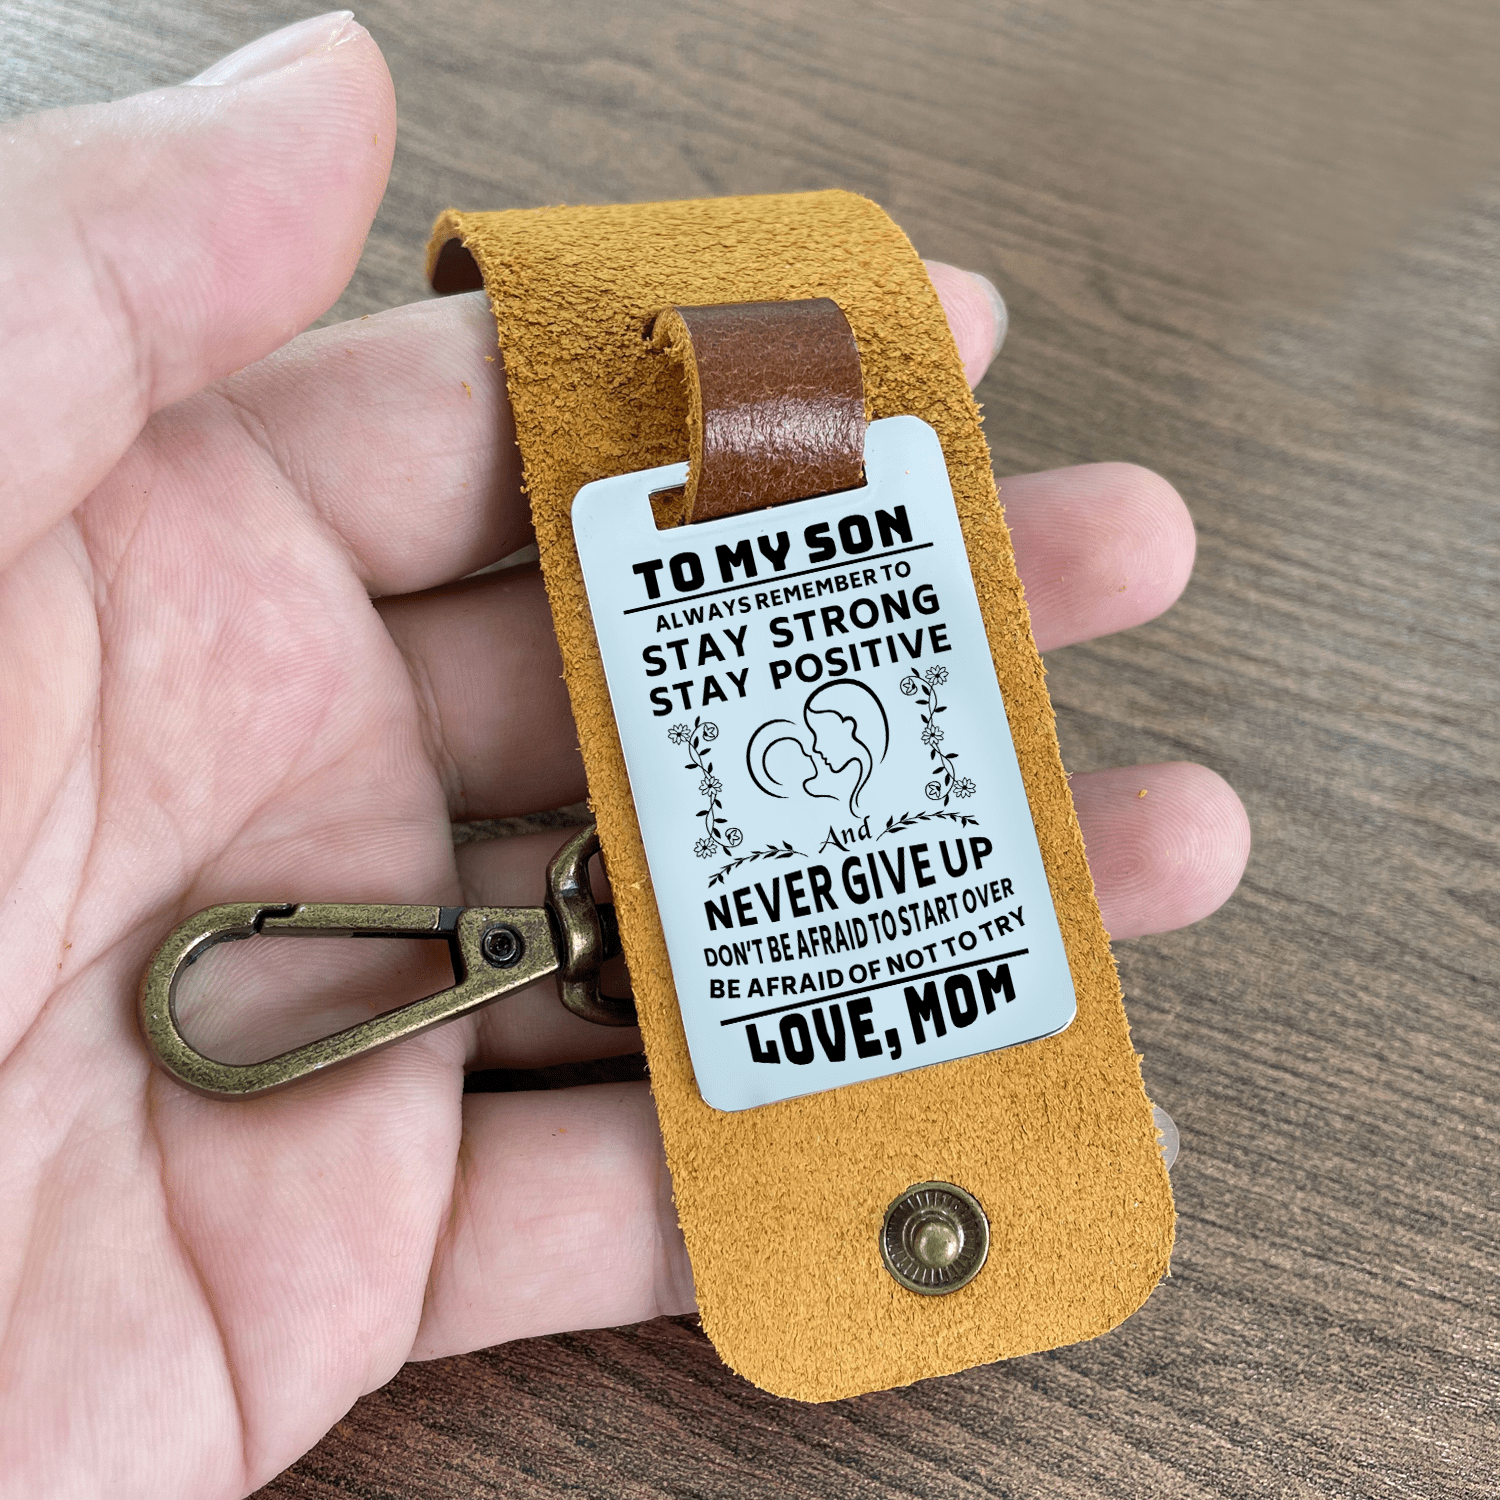 TO MY SON
ALWAYS REMEMBER TO
STAY STRONG
STAY POSITIVE
And
NEVER GIVE UP
DON'T BE AFRAID TO START OVER
BE AFRAID OF NOT TO TRY
LOVE, MOM